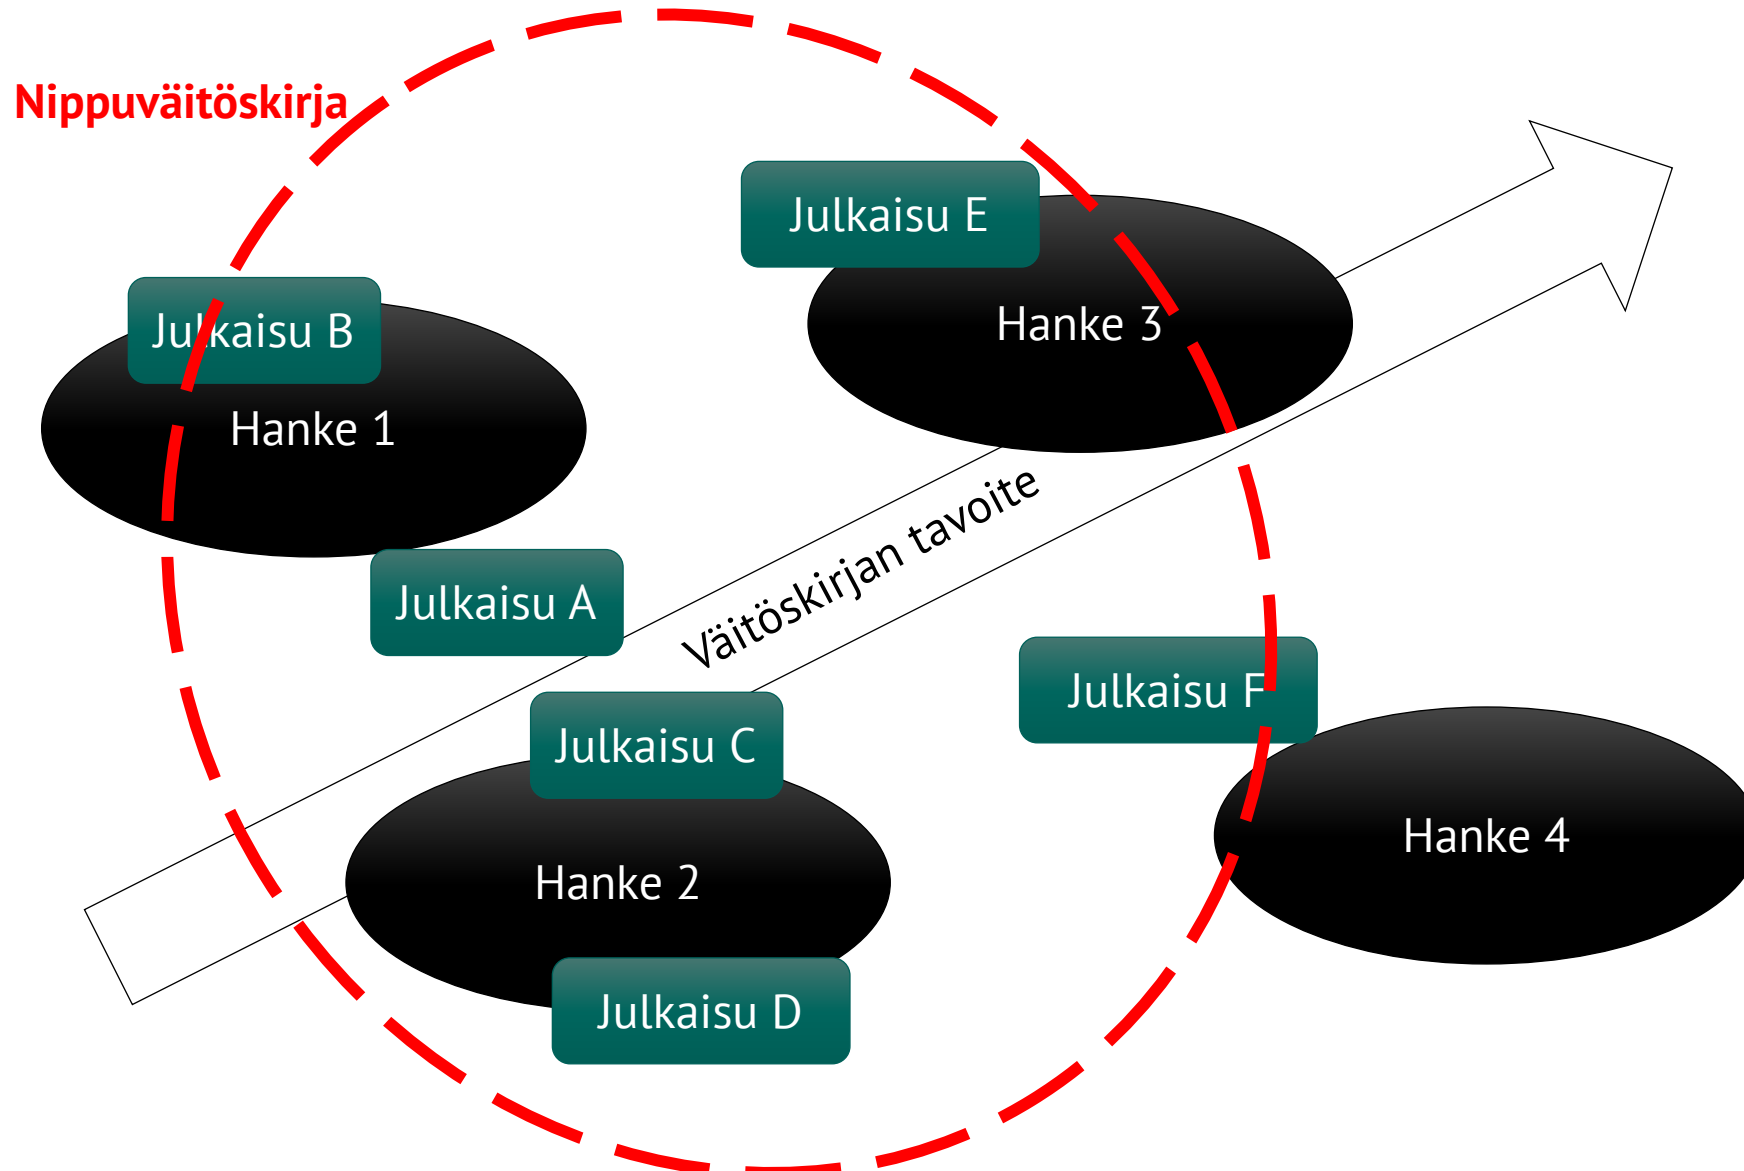 Nippuväitöskirja
Julkaisu E
Hanke 3
Julkaisu B
Hanke 1
Väitöskirjan tavoite
Julkaisu A
Julkaisu F
Julkaisu C
Hanke 4
Hanke 2
Julkaisu D